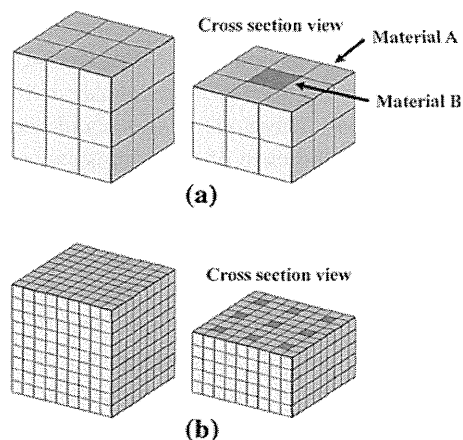 Cross section view
Material A
Material B
(a)
Cross section view
(b)